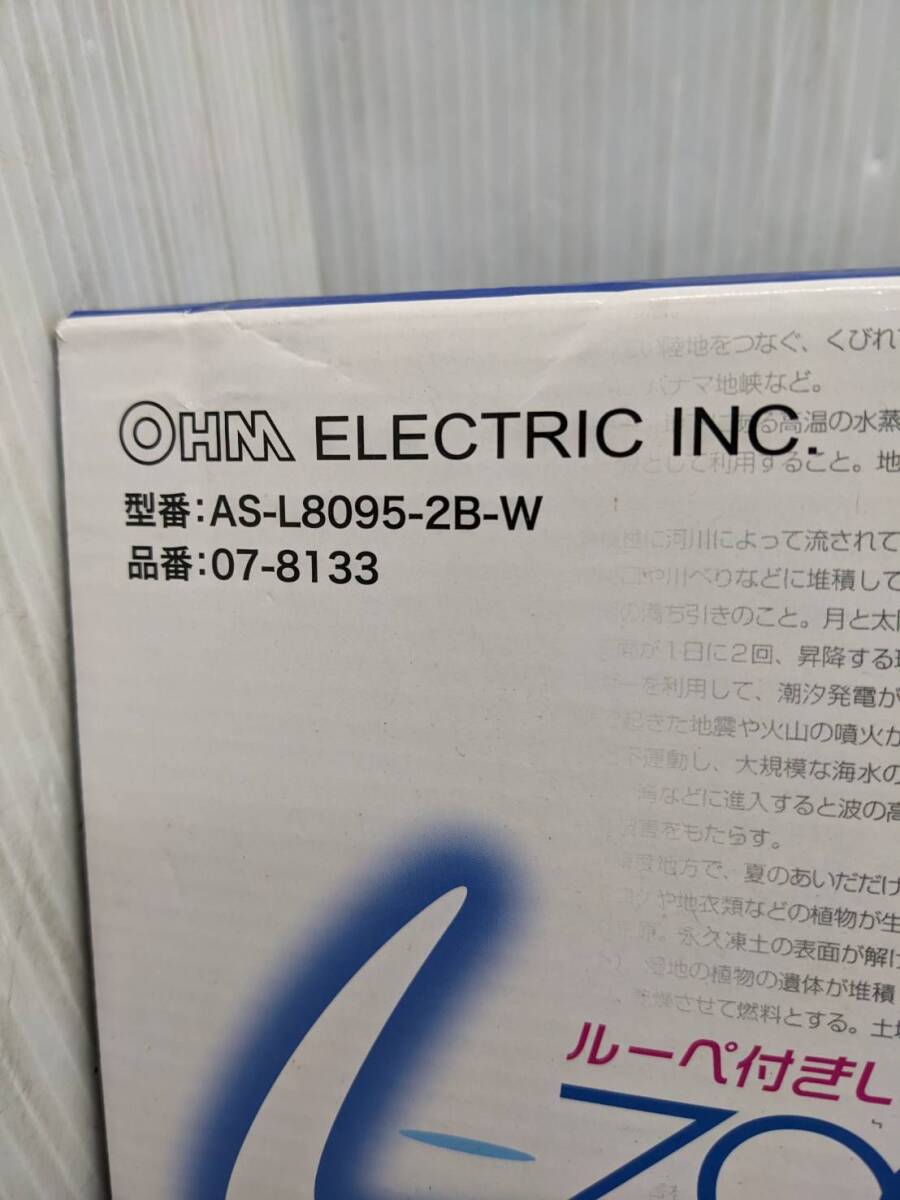 OHM ELECTRIC INC.
型番：AS-L8095-2B-W
品番：07-8133
陸地をつなぐ、くびれ
パナマ地峡など。
高温の水蒸
として利用すること。地
に河川によって流されて
や川べりなどに堆積して
の満ち引きのこと。月と太
が1日に2回、昇降する
ーを利用して、潮汐発電が
起きた地震や火山の噴火が
運動し、大規模な海水の
などに進入すると波の高
をもたらす。
地方で、夏のあいだだけ
や地衣類などの植物が生
原。永久凍土の表面が解け
湿地の植物の遺体が堆積
させて燃料とする。土
ルーペ付きL